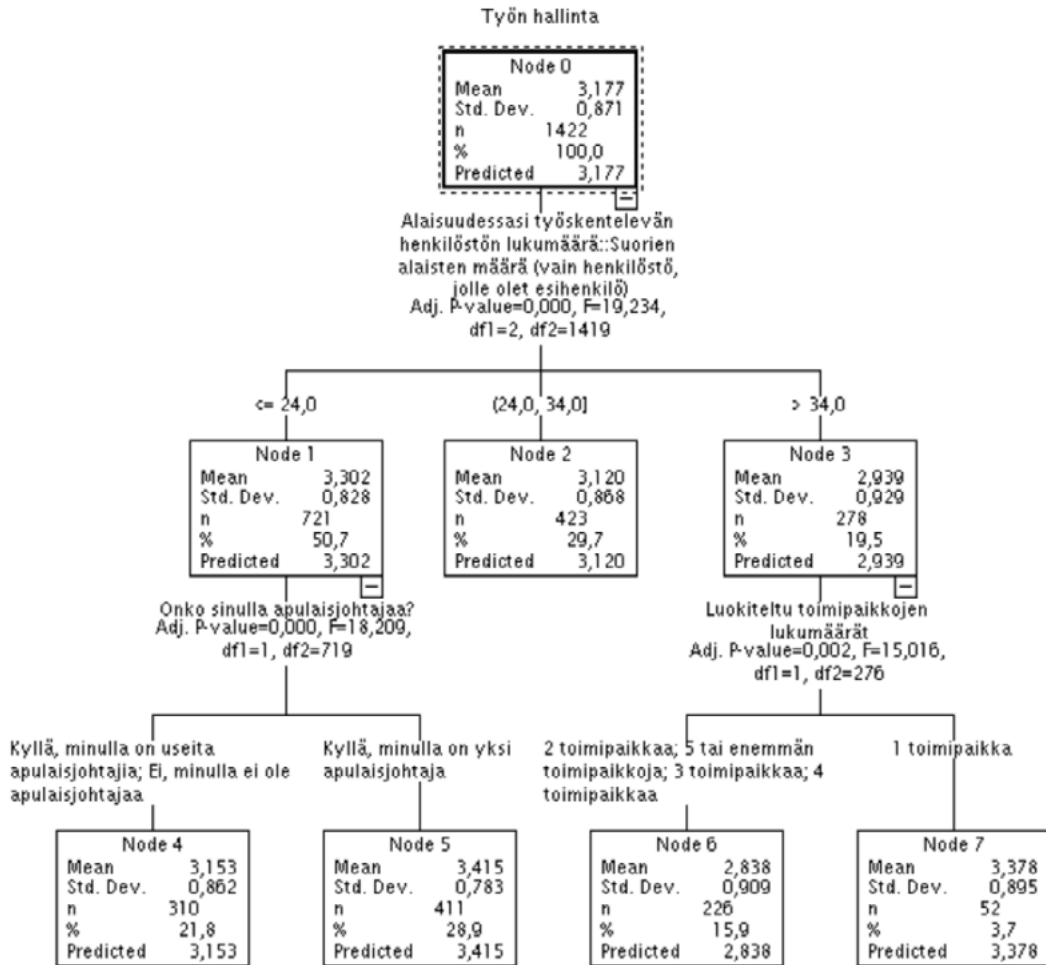 Työn hallinta
Node 0
Mean 3,177
Std. Dev. 0,871
n 1422
% 100,0
Predicted 3,177
Alaisuudessasi työskentelevän
henkilöstön lukumäärä::Suorien
alaisten määrä (vain henkilöstö,
jolle olet esihenkilö)
Adj. P-value=0,000, F=19,234,
df1=2, df2=1419
<= 24,0
(24,0, 34,0]
> 34,0
Node 1
Mean 3,302
Std. Dev. 0,828
n 721
% 50,7
Predicted 3,302
Node 2
Mean 3,120
Std. Dev. 0,868
n 423
% 29,7
Predicted 3,120
Node 3
Mean 2,939
Std. Dev. 0,929
n 278
% 19,5
Predicted 2,939
Onko sinulla apulaisjohtajaa?
Adj. P-value=0,000, F=18,209,
df1=1, df2=719
Luokiteltu toimipaikkojen
lukumäärät
Adj. P-value=0,002, F=15,016,
df1=1, df2=276
Kyllä, minulla on useita
apulaisjohtajia; Ei, minulla ei ole
apulaisjohtajaa
Kyllä, minulla on yksi
apulaisjohtaja
2 toimipaikkaa; 5 tai enemmän
toimipaikkoja; 3 toimipaikkaa; 4
toimipaikkaa
1 toimipaikka
Node 4
Mean 3,153
Std. Dev. 0,862
n 310
% 21,8
Predicted 3,153
Node 5
Mean 3,415
Std. Dev. 0,783
n 411
% 28,9
Predicted 3,415
Node 6
Mean 2,838
Std. Dev. 0,909
n 226
% 15,9
Predicted 2,838
Node 7
Mean 3,378
Std. Dev. 0,895
n 52
% 3,7
Predicted 3,378